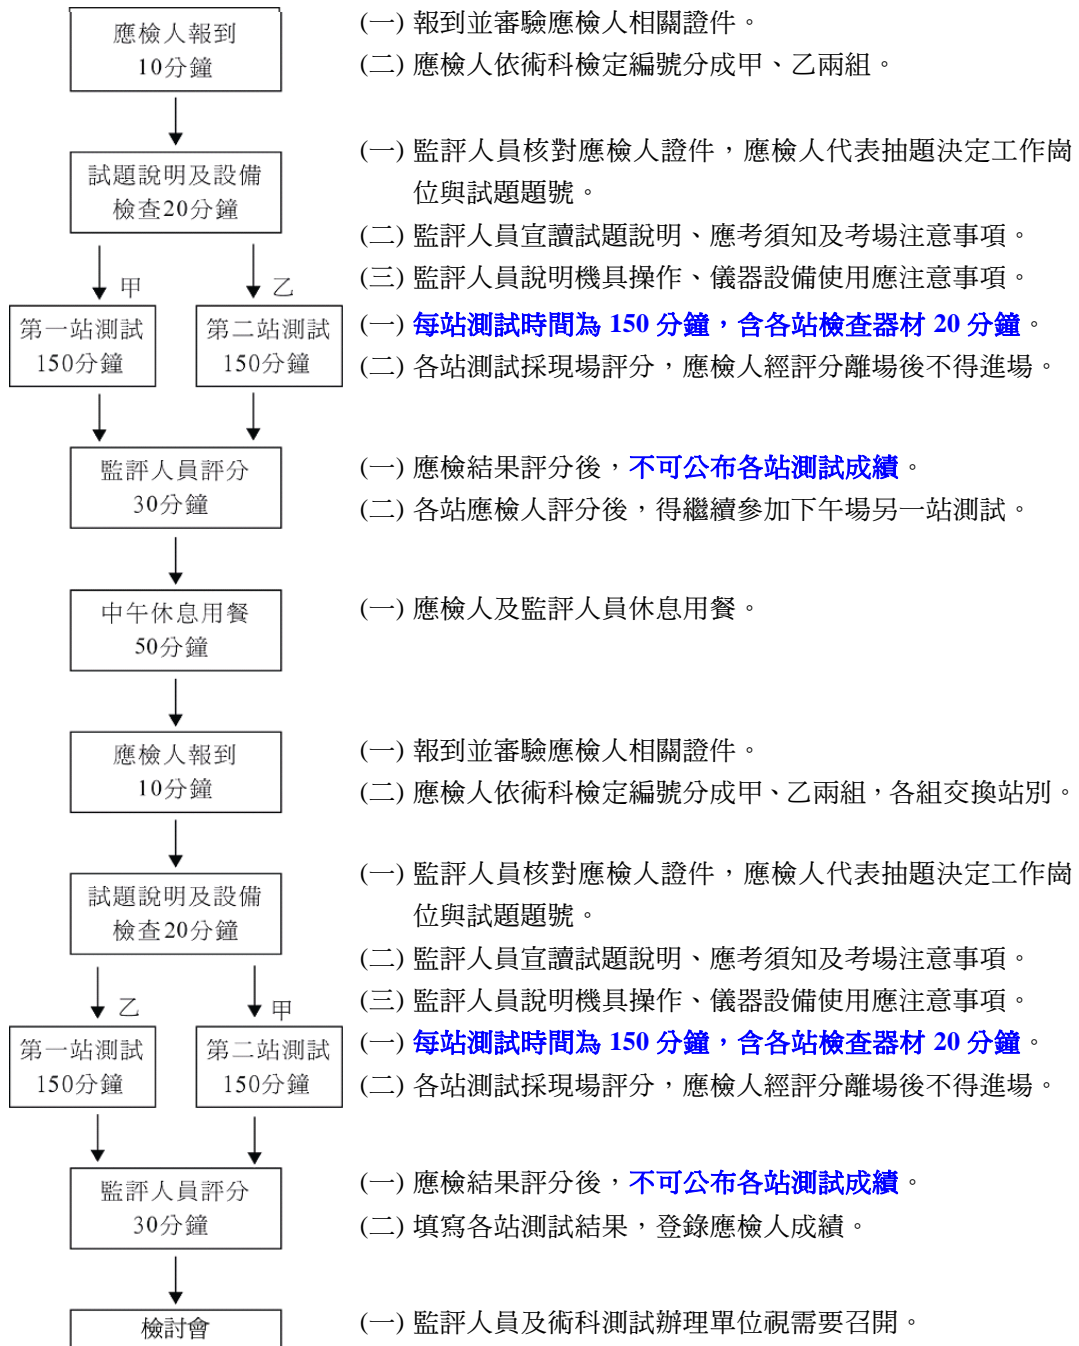 應檢人報到
10分鐘
(一) 報到並審驗應檢人相關證件。
(二) 應檢人依術科檢定編號分成甲、乙兩組。
試題說明及設備
檢查20分鐘
(一) 監評人員核對應檢人證件，應檢人代表抽題決定工作崗
位與試題題號。
(二) 監評人員宣讀試題說明、應考須知及考場注意事項。
(三) 監評人員說明機具操作、儀器設備使用應注意事項。
甲
乙
第一站測試
150分鐘
第二站測試
150分鐘
(一) 每站測試時間為 150 分鐘，含各站檢查器材 20 分鐘。
(二) 各站測試採現場評分，應檢人經評分離場後不得進場。
監評人員評分
30分鐘
(一) 應檢結果評分後，不可公布各站測試成績。
(二) 各站應檢人評分後，得繼續參加下午場另一站測試。
中午休息用餐
50分鐘
(一) 應檢人及監評人員休息用餐。
應檢人報到
10分鐘
(一) 報到並審驗應檢人相關證件。
(二) 應檢人依術科檢定編號分成甲、乙兩組，各組交換站別。
試題說明及設備
檢查20分鐘
(一) 監評人員核對應檢人證件，應檢人代表抽題決定工作崗
位與試題題號。
(二) 監評人員宣讀試題說明、應考須知及考場注意事項。
(三) 監評人員說明機具操作、儀器設備使用應注意事項。
乙
甲
第一站測試
150分鐘
第二站測試
150分鐘
(一) 每站測試時間為 150 分鐘，含各站檢查器材 20 分鐘。
(二) 各站測試採現場評分，應檢人經評分離場後不得進場。
監評人員評分
30分鐘
(一) 應檢結果評分後，不可公布各站測試成績。
(二) 填寫各站測試結果，登錄應檢人成績。
檢討會
(一) 監評人員及術科測試辦理單位視需要召開。